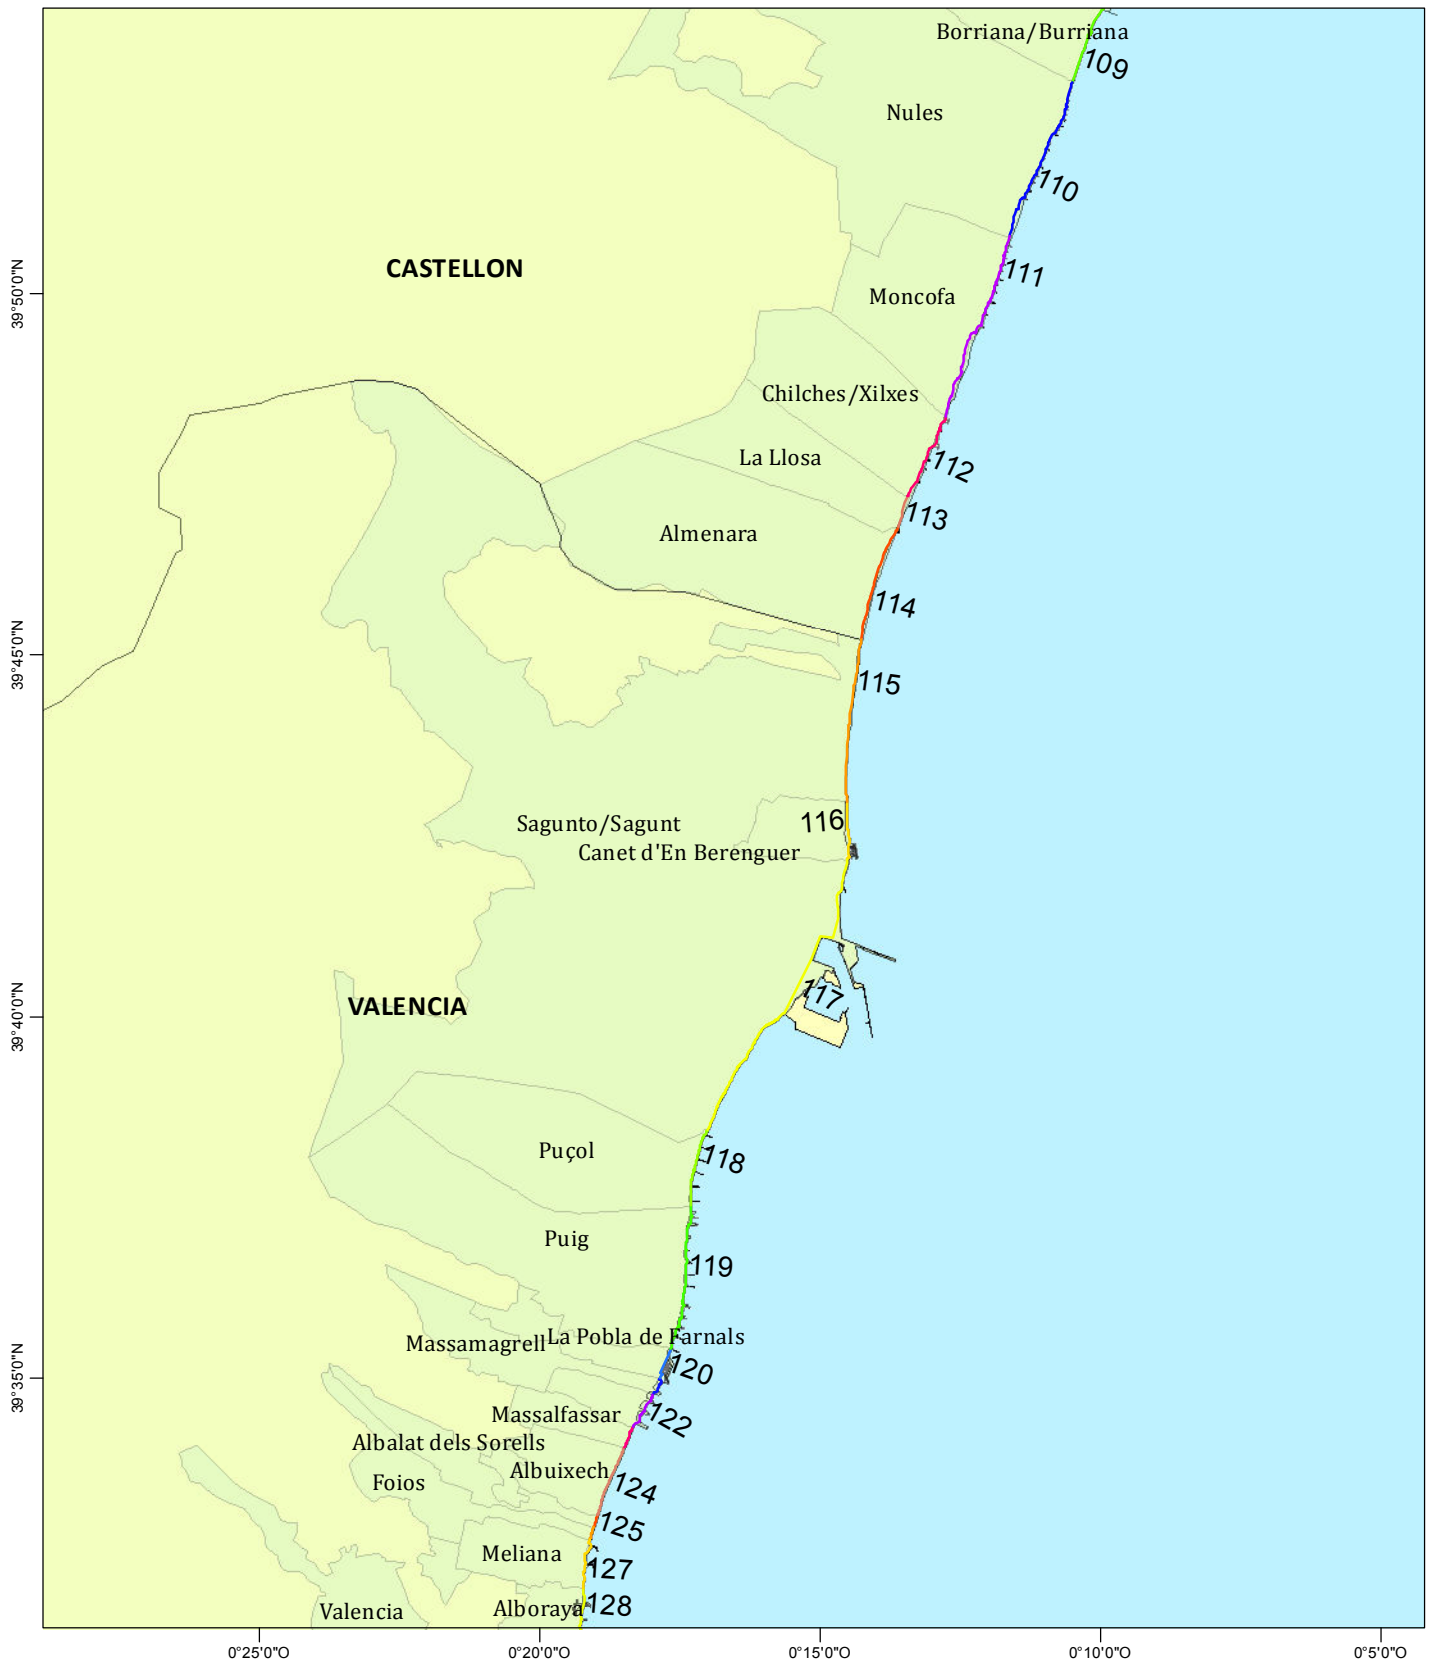 Borriana/Burriana
109
Nules
110
CASTELLON
111
39°50'0"N
Moncofa
Chilches/Xilxes
La Llosa
112
113
Almenara
114
39°45'0"N
115
Sagunto/Sagunt
116
Canet d'En Berenguer
117
VALENCIA
39°40'0"N
Puçol
118
Puig
119
Massamagrell
La Pobla de Farnals
120
39°35'0"N
Massalfassar
122
Albalat dels Sorells
Albuixech
Foios
124
125
Meliana
127
Valencia
Alboraya
128
0°25'0"O
0°20'0"O
0°15'0"O
0°10'0"O
0°5'0"O